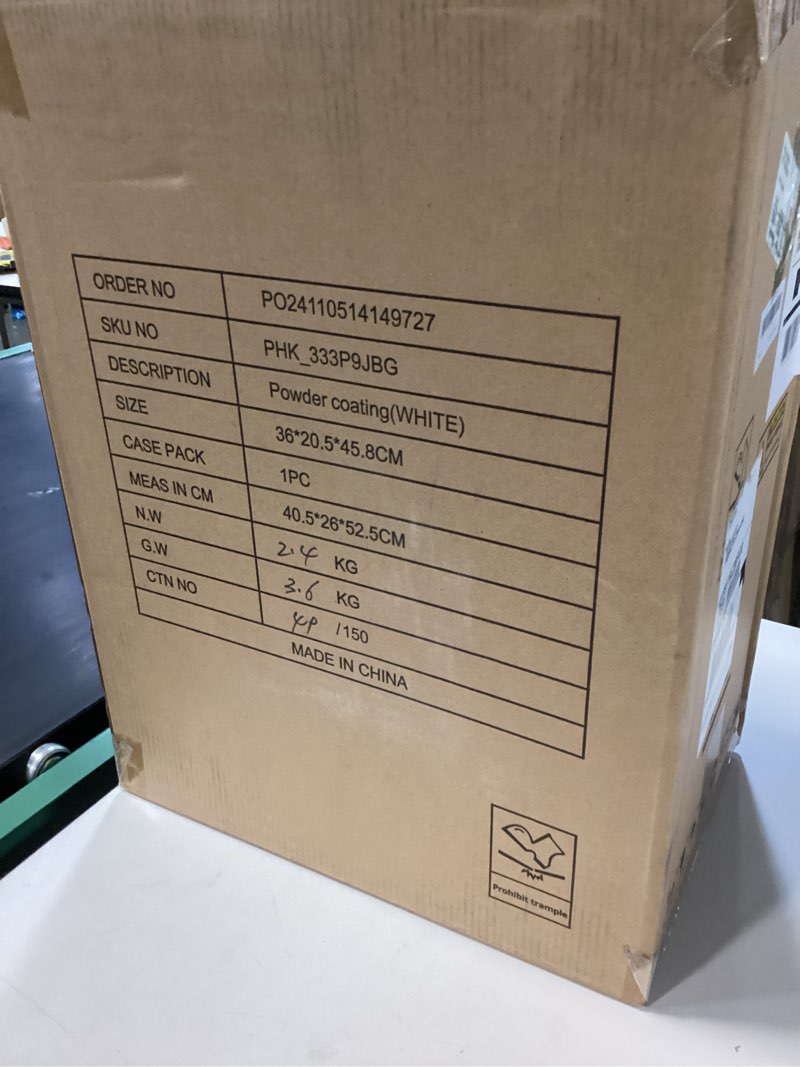 ORDER NO PO24110514149727
SKU NO PHK_333P9JBG
DESCRIPTION Powder coating(WHITE)
SIZE 36*20.5*45.8CM
CASE PACK 1PC
MEAS IN CM 40.5*26*52.5CM
N.W 2.4 KG
G.W 3.6 KG
CTN NO /150
MADE IN CHINA
Prohibit trample